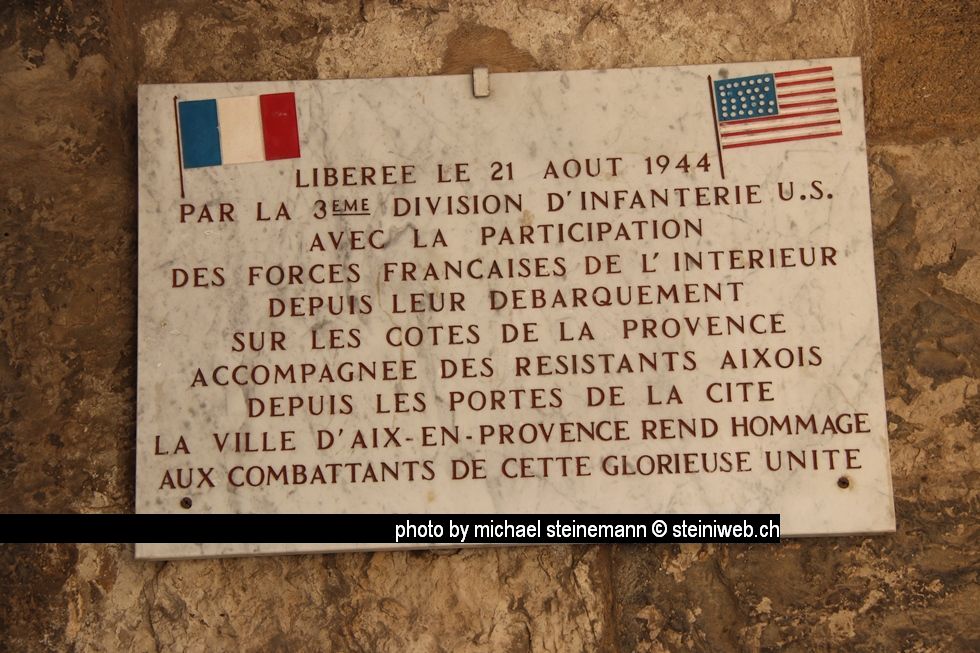 LIBEREE LE 21 AOUT 1944
PAR LA 3EME DIVISION D'INFANTERIE U.S.
AVEC LA PARTICIPATION
DES FORCES FRANCAISES DE L'INTERIEUR
DEPUIS LEUR DEBARQUEMENT
SUR LES COTES DE LA PROVENCE
ACCOMPAGNEE DES RESISTANTS AIXOIS
DEPUIS LES PORTES DE LA CITE
LA VILLE D'AIX-EN-PROVENCE REND HOMMAGE
AUX COMBATTANTS DE CETTE GLORIEUSE UNITE
photo by michael steinemann © steiniweb.ch